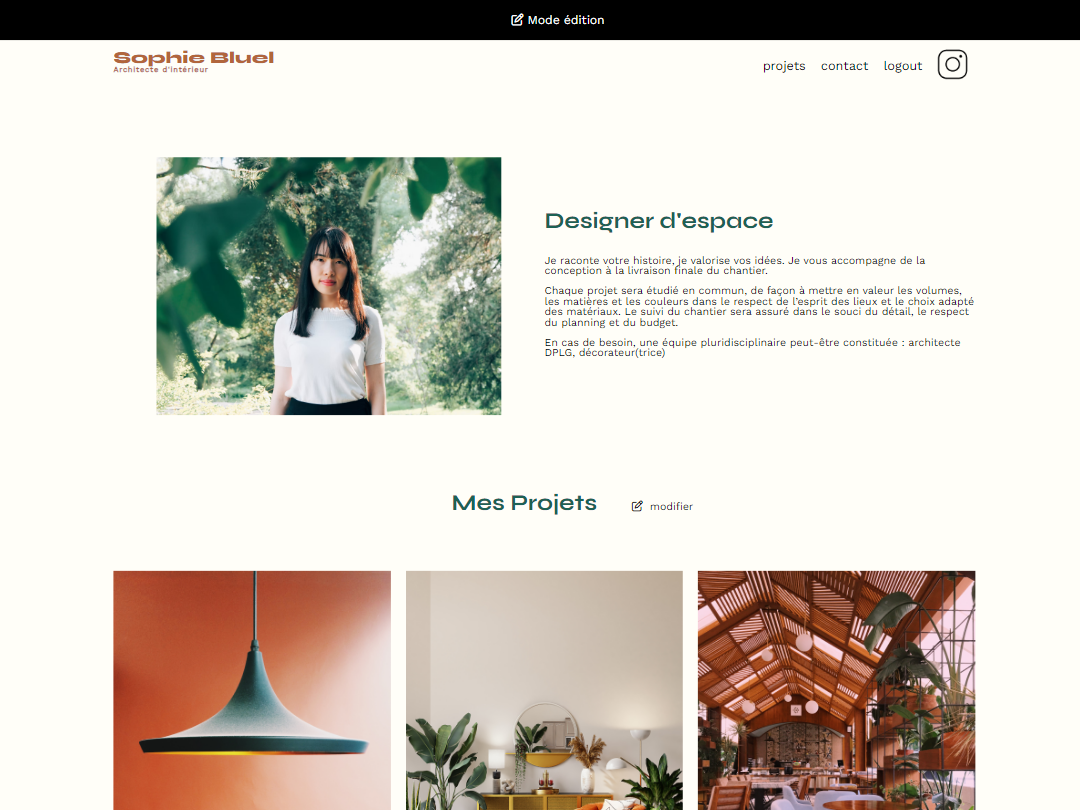 Mode édition
Sophie Bluel
Architecte d'intérieur
projets contact logout
Designer d'espace
Je raconte votre histoire, je valorise vos idées. Je vous accompagne de la
conception à la livraison finale du chantier.
Chaque projet sera étudié en commun, de façon à mettre en valeur les volumes,
les matières et les couleurs dans le respect de l'esprit des lieux et le choix adapté
des matériaux. Le suivi du chantier sera assuré dans le souci du détail, le respect
du planning et du budget.
En cas de besoin, une équipe pluridisciplinaire peut-être constituée : architecte
DPLG, décorateur(trice)
Mes Projets
modifier